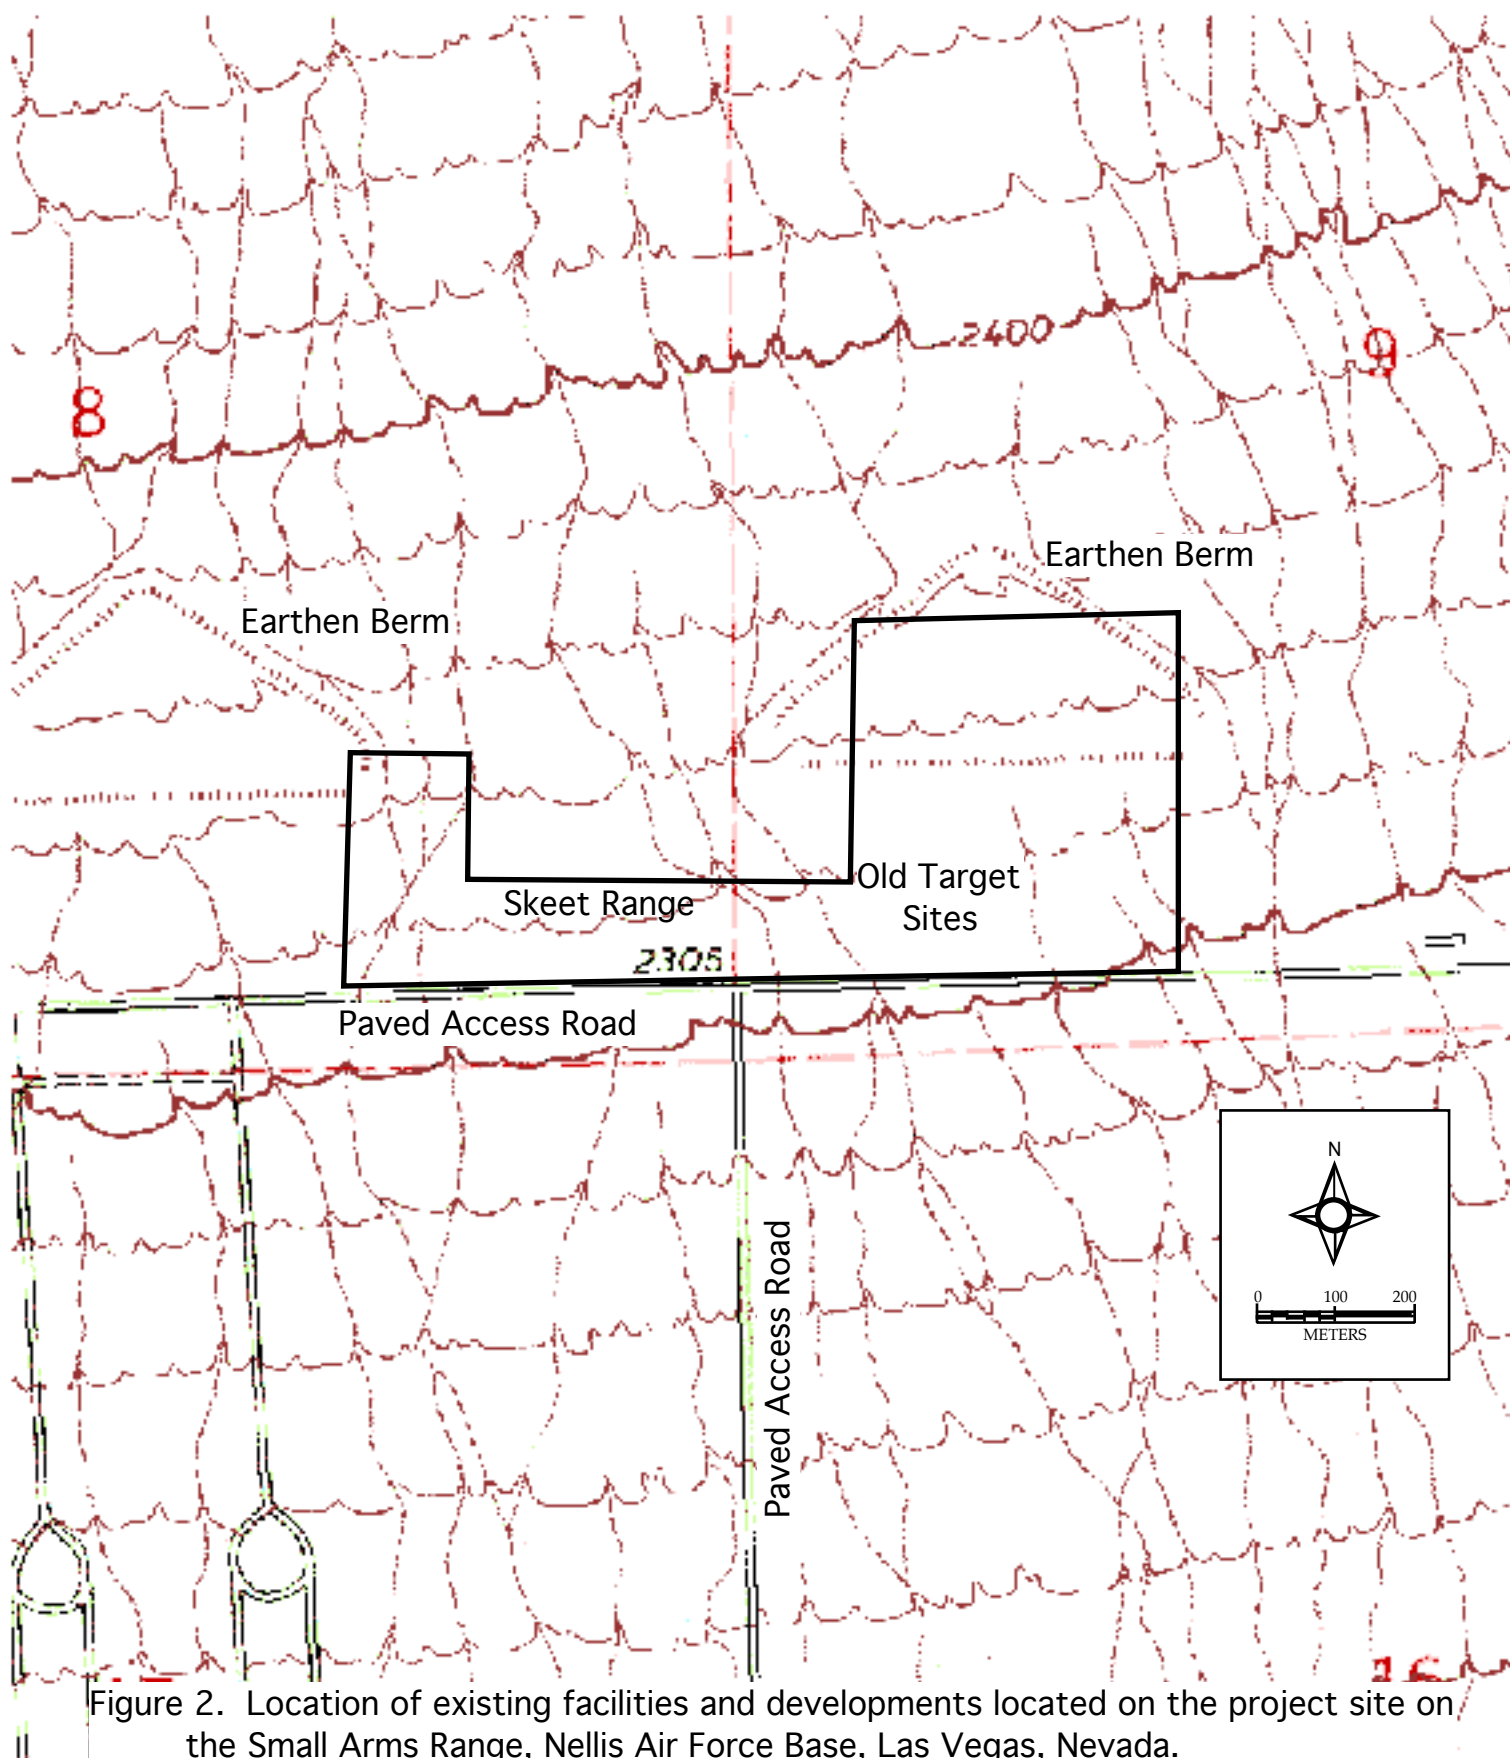 2400
9
8
Earthen Berm
Earthen Berm
Old Target
Sites
Skeet Range
2305
Paved Access Road
N
0 100 200
METERS
Paved Access Road
16
Figure 2. Location of existing facilities and developments located on the project site on
the Small Arms Range, Nellis Air Force Base, Las Vegas, Nevada.